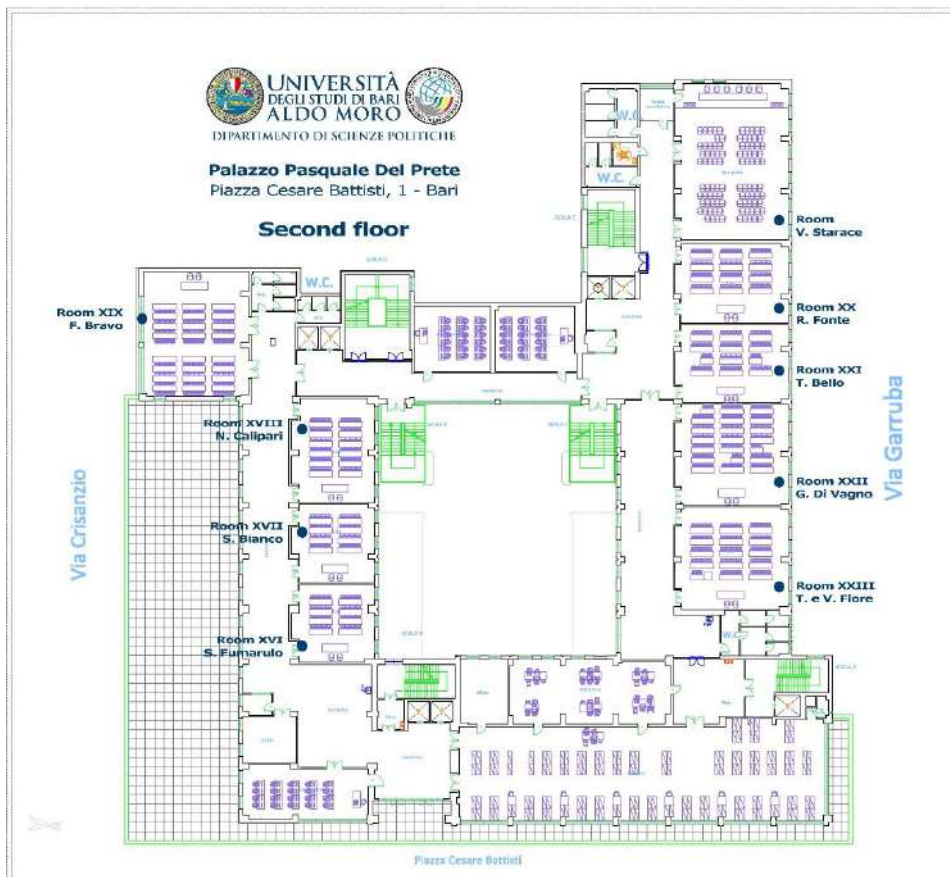 UNIVERSITÀ
DEGLI STUDI DI BARI
ALDO MORO
DIPARTIMENTO DI SCIENZE POLITICHE
Palazzo Pasquale Del Prete
Piazza Cesare Battisti, 1 - Bari
Second floor
W.C.
W.C.
Room
V. Starace
W.C.
Room XIX
F. Bravo
Room XX
R. Fonte
Room XXI
T. Bello
Room XVIII
N. Calipari
Via Garruba
Room XXII
G. Di Vagno
Via Crisanzio
Room XVII
S. Bianco
Room XXIII
T. e V. Fiore
Room XVI
S. Fumarulo
W.C.
Piazza Cesare Battisti